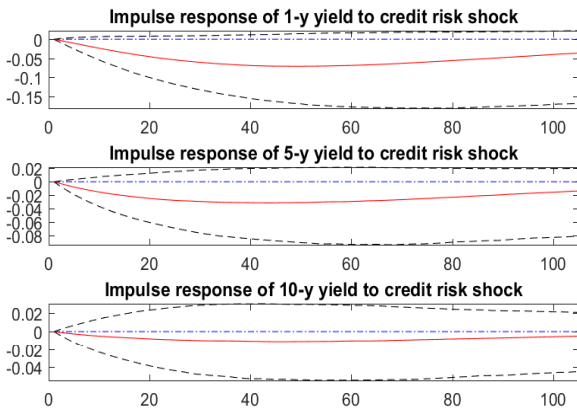 Impulse response of 1-y yield to credit risk shock
0
-0.05
-0.1
-0.15
0 20 40 60 80 100
Impulse response of 5-y yield to credit risk shock
0.02
0
-0.02
-0.04
-0.06
-0.08
0 20 40 60 80 100
Impulse response of 10-y yield to credit risk shock
0.02
0
-0.02
-0.04
0 20 40 60 80 100